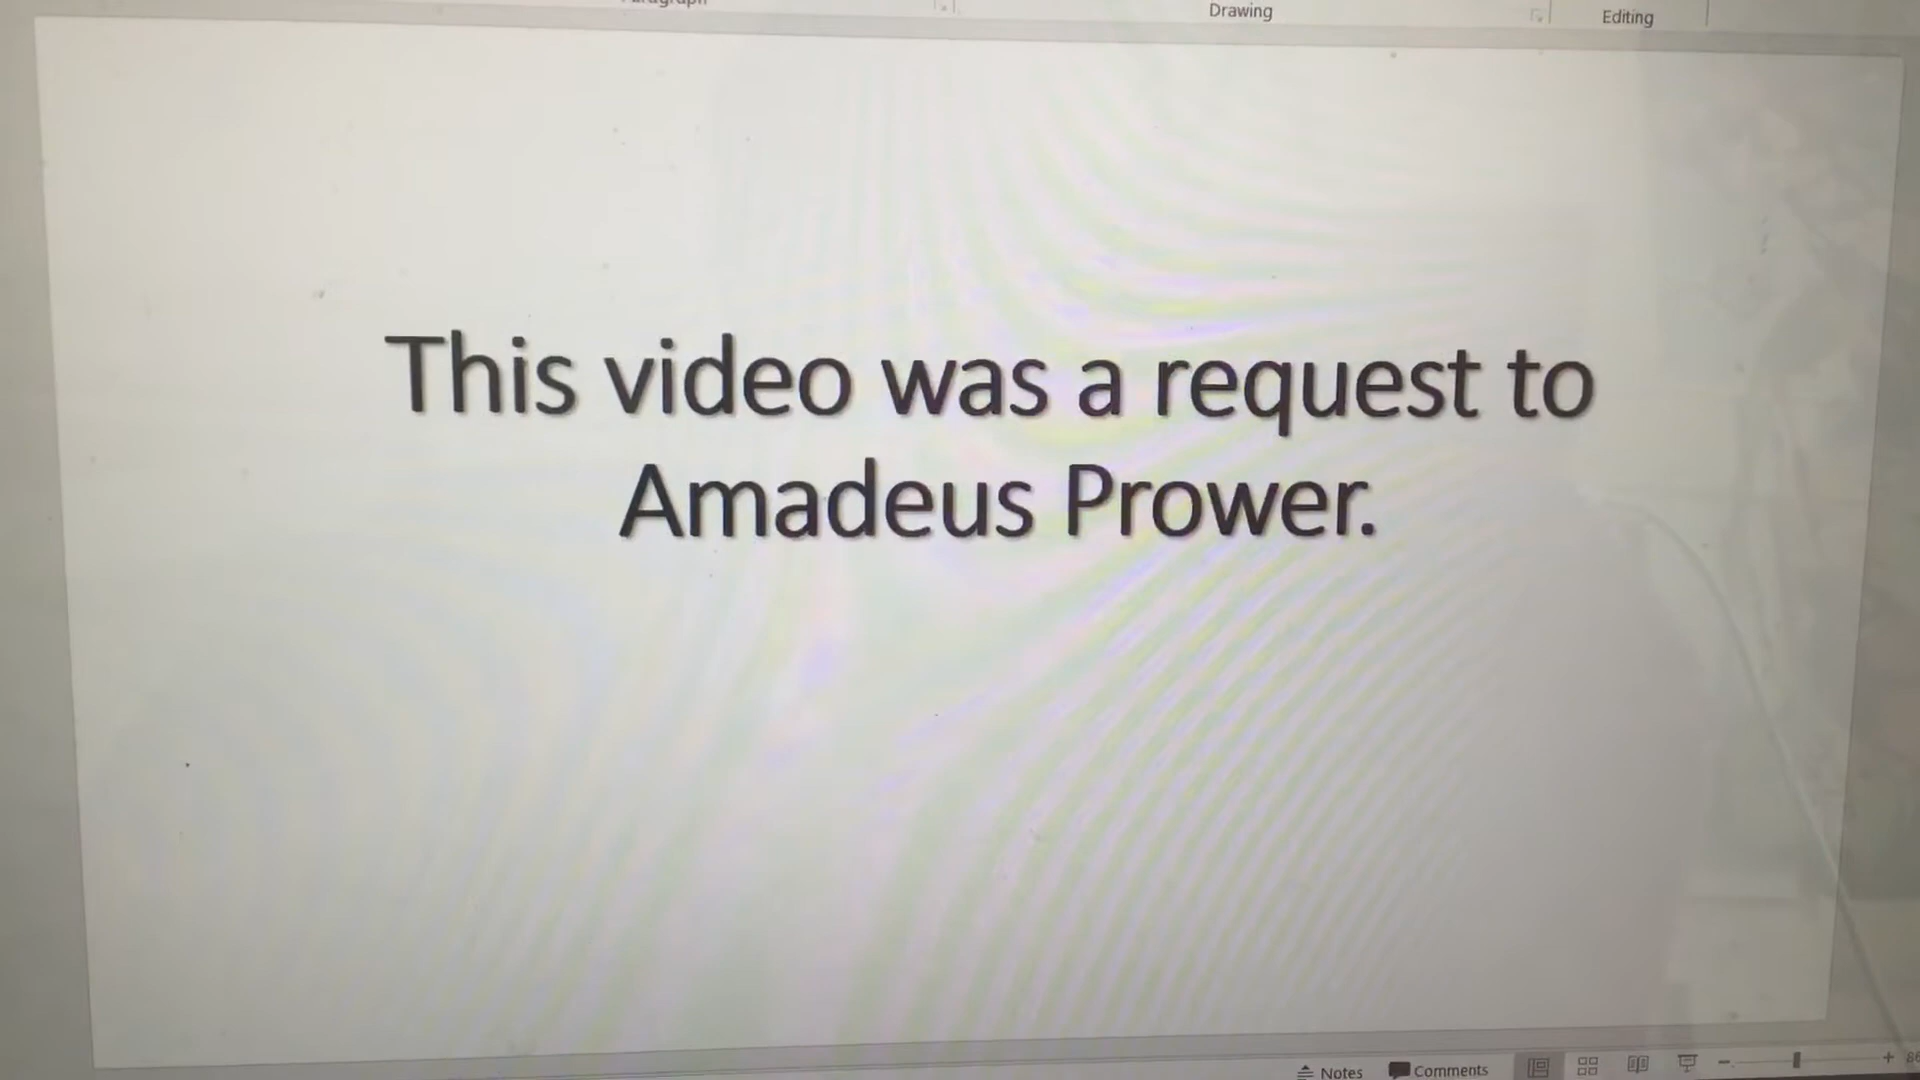 Drawing
Editing
This video was a request to
Amadeus Prower.
Notes
Comments